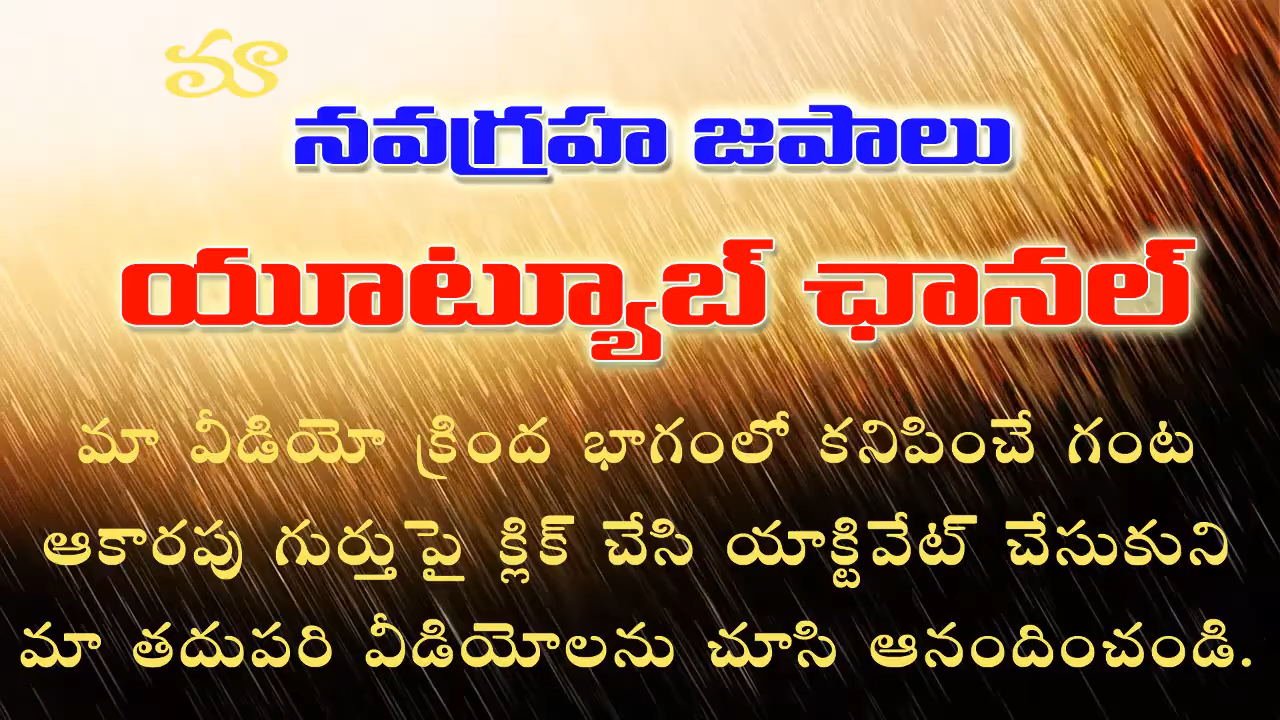 మా
నవగ్రహ జపాలు
యూట్యూబ్ ఛానల్
మా వీడియో క్రింద భాగంలో కనిపించే గంట
ఆకారపు గుర్తుపై క్లిక్ చేసి యాక్టివేట్ చేసుకుని
మా తదుపరి వీడియోలను చూసి ఆనందించండి.